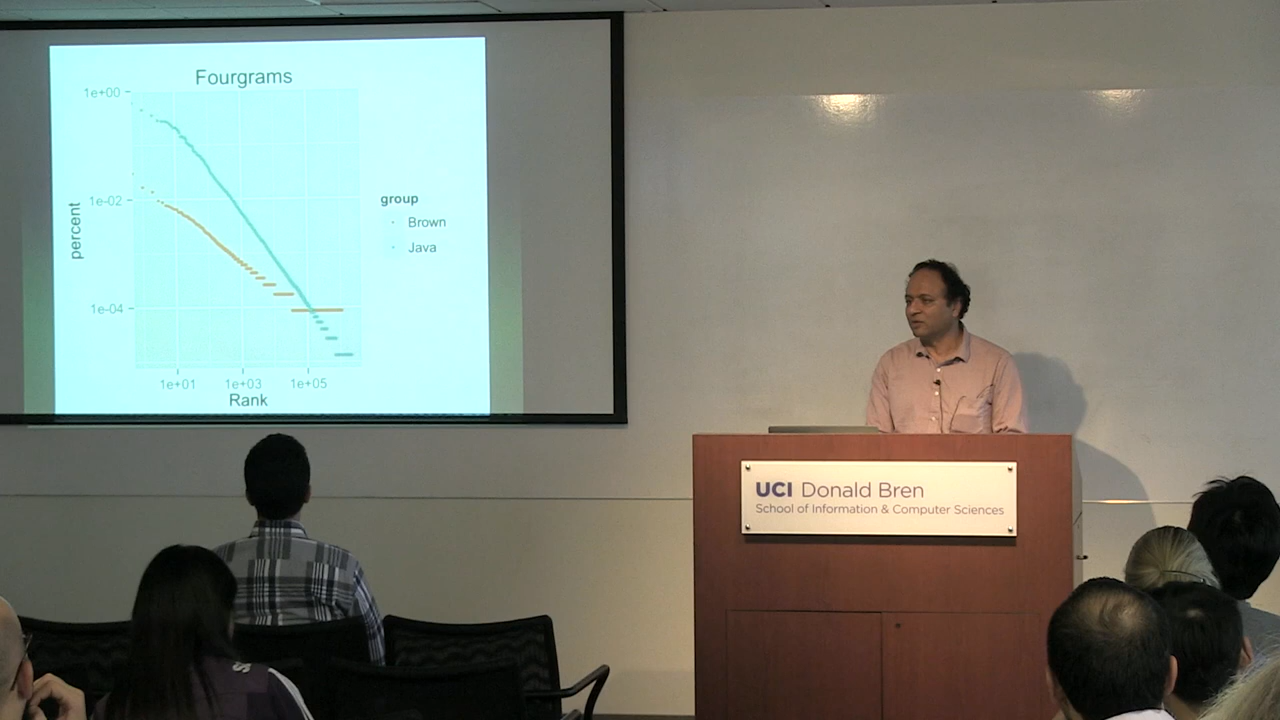 Fourgrams
1e+00
1e-02
1e-04
percent
1e+01 1e+03 1e+05
Rank
group
Brown
Java
UCI Donald Bren
School of Information & Computer Sciences